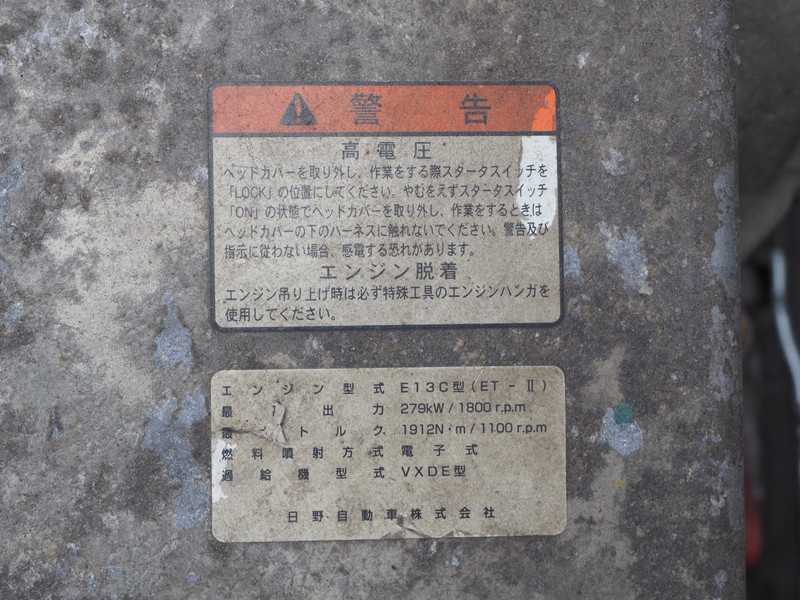 警告
高電圧
ヘッドカバーを取り外し、作業をする際スタータスイッチを
「LOCK」の位置にしてください。やむをえずスタータスイッチ
「ON」の状態でヘッドカバーを取り外し、作業をするときは
ヘッドカバーの下のハーネスに触れないでください。警告及び
指示に従わない場合、感電する恐れがあります。
エンジン脱着
エンジン吊り上げ時は必ず特殊工具のエンジンハンガを
使用してください。
エンジン型式 E13C型(ET-Ⅱ)
最 出力 279kW / 1800 r.p.m
最 トルク 1912N・m / 1100 r.p.m
燃料噴射方式 電子式
過給機型式 VXDE型
日野自動車株式会社